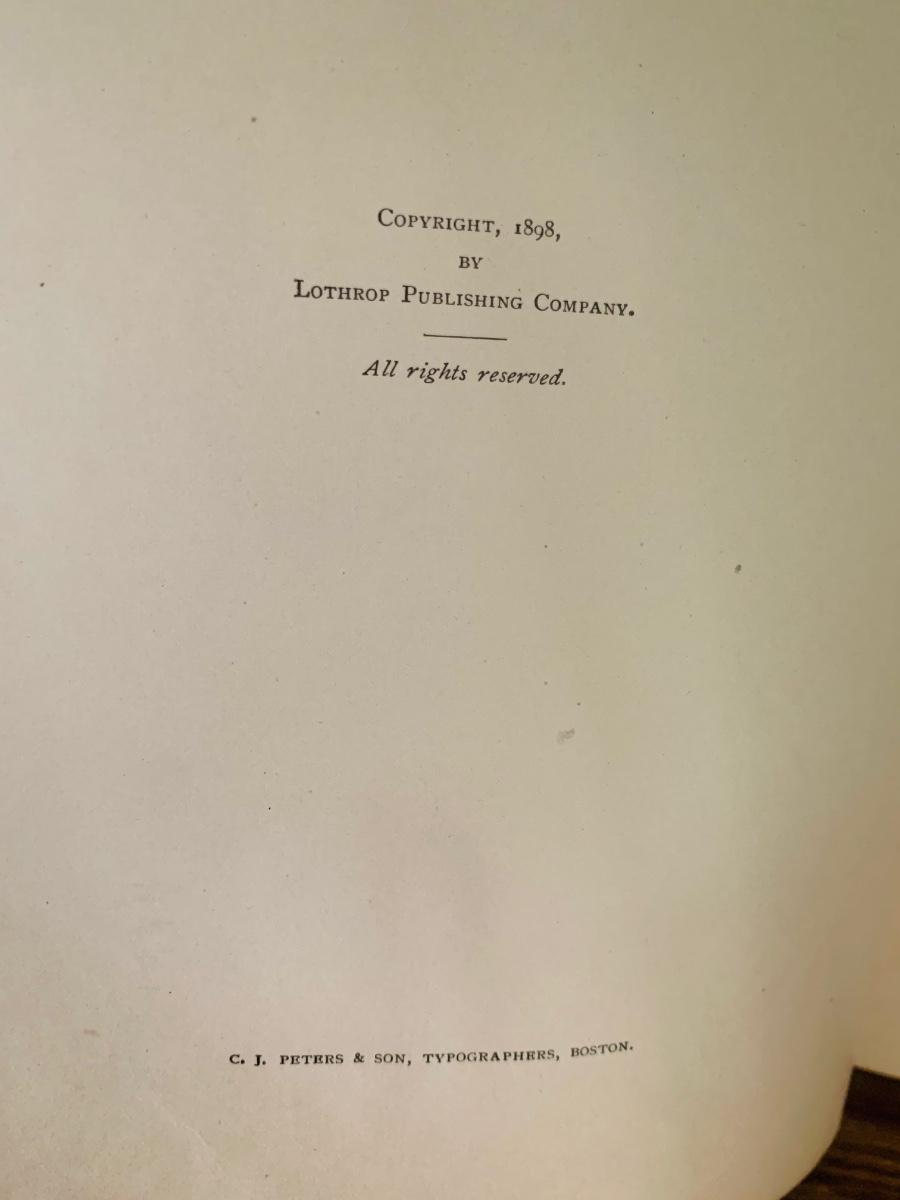 COPYRIGHT, 1898,
BY
LOTHROP PUBLISHING COMPANY.
All rights reserved.
C. J. PETERS & SON, TYPOGRAPHERS, BOSTON.